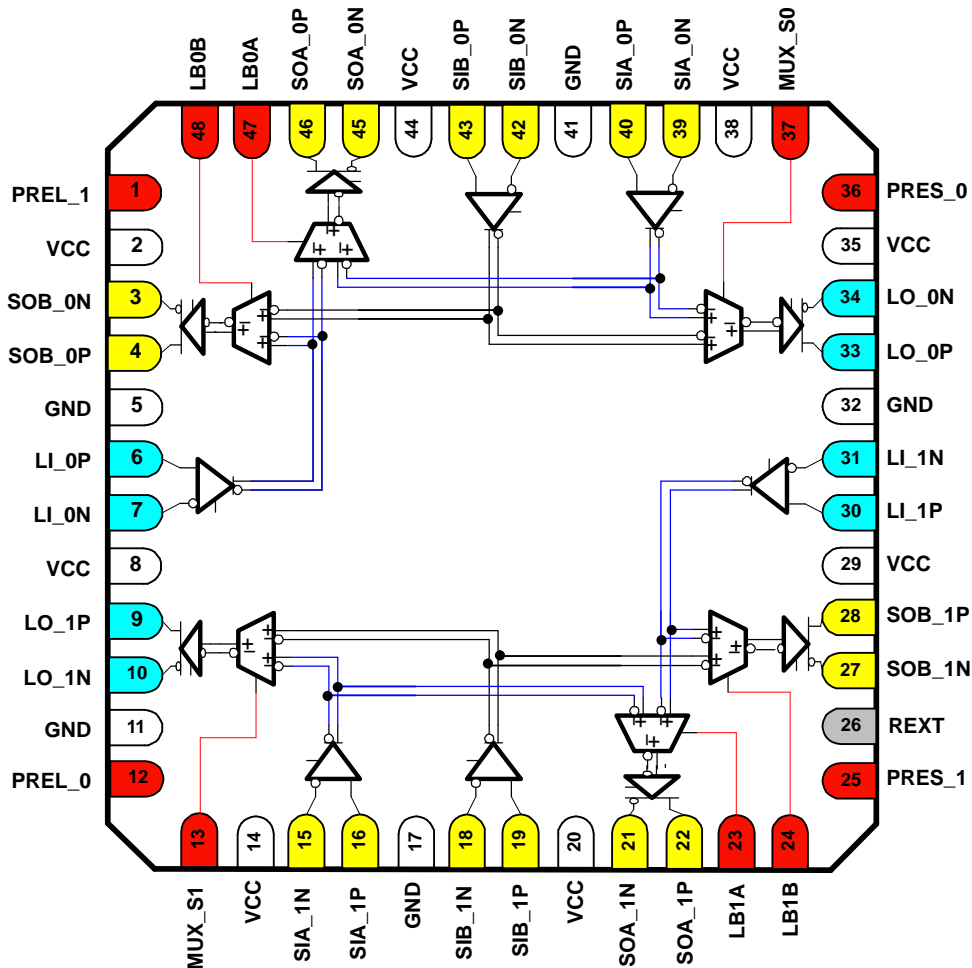 LB0B
LB0A
SOA_0P
SOA_0N
VCC
SIB_0P
SIB_0N
GND
SIA_0P
SIA_0N
VCC
MUX_S0
48
47
46
45
44
43
42
41
40
39
38
37
PREL_1 1
VCC 2
SOB_0N 3
SOB_0P 4
GND 5
LI_0P 6
LI_0N 7
VCC 8
LO_1P 9
LO_1N 10
GND 11
PREL_0 12
36 PRES_0
35 VCC
34 LO_0N
33 LO_0P
32 GND
31 LI_1N
30 LI_1P
29 VCC
28 SOB_1P
27 SOB_1N
26 REXT
25 PRES_1
13
14
15
16
17
18
19
20
21
22
23
24
MUX_S1
VCC
SIA_1N
SIA_1P
GND
SIB_1N
SIB_1P
VCC
SOA_1N
SOA_1P
LB1A
LB1B